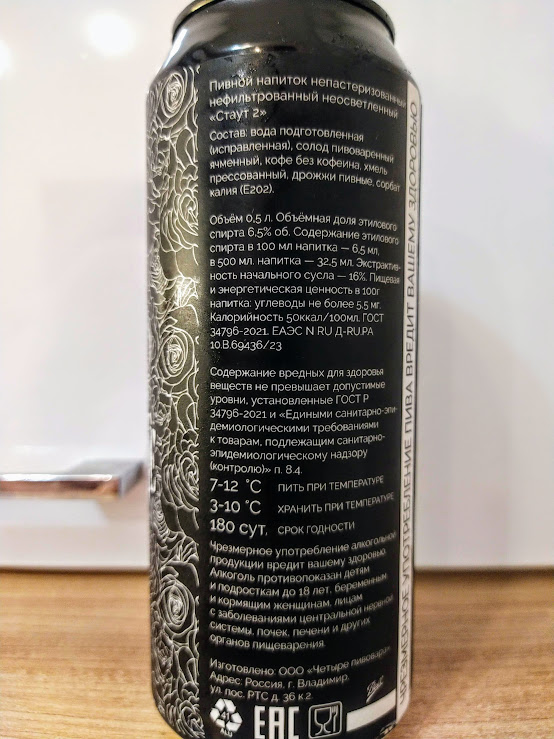 Пивной напиток непастеризованный
нефильтрованный неосветленный
«Стаут 2»
Состав: вода подготовленная
(исправленная), солод пивоваренный
ячменный, кофе без кофеина, хмель
прессованный, дрожжи пивные, сорбат
калия (E202).
Объём 0,5 л. Объёмная доля этилового
спирта 6,5% об. Содержание этилового
спирта в 100 мл напитка — 6,5 мл,
в 500 мл. напитка — 32,5 мл. Экстрактив-
ность начального сусла — 16%. Пищевая
и энергетическая ценность в 100г
напитка: углеводы не более 5,5 мг.
Калорийность 50ккал/100мл. ГОСТ
34796-2021. ЕАЭС N RU Д-RU.РА
10.В.69436/23
Содержание вредных для здоровья
веществ не превышает допустимые
уровни, установленные ГОСТ Р
34796-2021 и «Едиными санитарно-эпи-
демиологическими требованиями
к товарам, подлежащим санитарно-
эпидемиологическому надзору
(контролю)» п. 8.4.
7-12 °C ПИТЬ ПРИ ТЕМПЕРАТУРЕ
3-10 °C ХРАНИТЬ ПРИ ТЕМПЕРАТУРЕ
180 сут. СРОК ГОДНОСТИ
Чрезмерное употребление алкогольной
продукции вредит вашему здоровью.
Алкоголь противопоказан детям
и подросткам до 18 лет, беременным
и кормящим женщинам, лицам
с заболеваниями центральной нервной
системы, почек, печени и других
органов пищеварения.
Изготовлено: ООО «Четыре пивовара».
Адрес: Россия, г. Владимир,
ул. пос. РТС д. 36 к 2.
41
ALU
EAC
ЧРЕЗМЕРНОЕ УПОТРЕБЛЕНИЕ ПИВА ВРЕДИТ ВАШЕМУ ЗДОРОВЬЮ